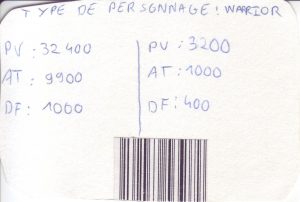 TYPE DE PERSONNAGE : WARRIOR
PV : 32 400
AT : 9900
DF : 1000
PV : 3200
AT : 1000
DF : 400